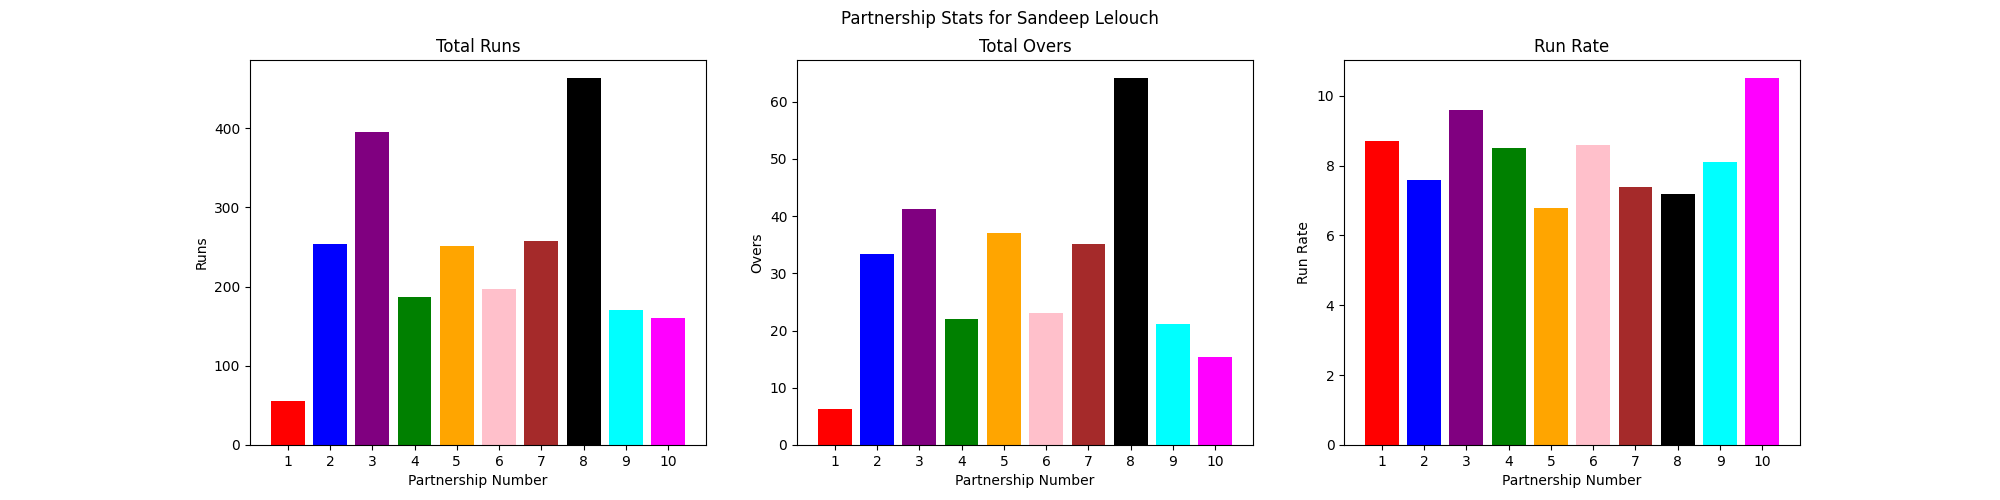 Partnership Stats for Sandeep Lelouch
Total Runs
Runs
400
300
200
100
0
1 2 3 4 5 6 7 8 9 10
Partnership Number
Total Overs
Overs
60
50
40
30
20
10
0
1 2 3 4 5 6 7 8 9 10
Partnership Number
Run Rate
Run Rate
10
8
6
4
2
0
1 2 3 4 5 6 7 8 9 10
Partnership Number